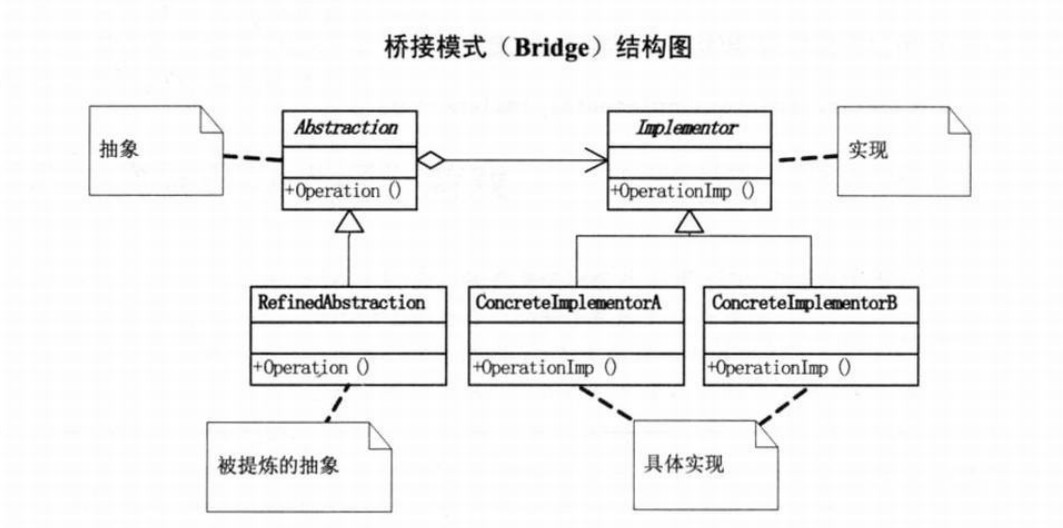 桥接模式（Bridge）结构图
抽象
Abstraction
+Operation ()
Implementor
+OperationImp ()
实现
RefinedAbstraction
+Operation ()
ConcreteImplementorA
+OperationImp ()
ConcreteImplementorB
+OperationImp ()
被提炼的抽象
具体实现